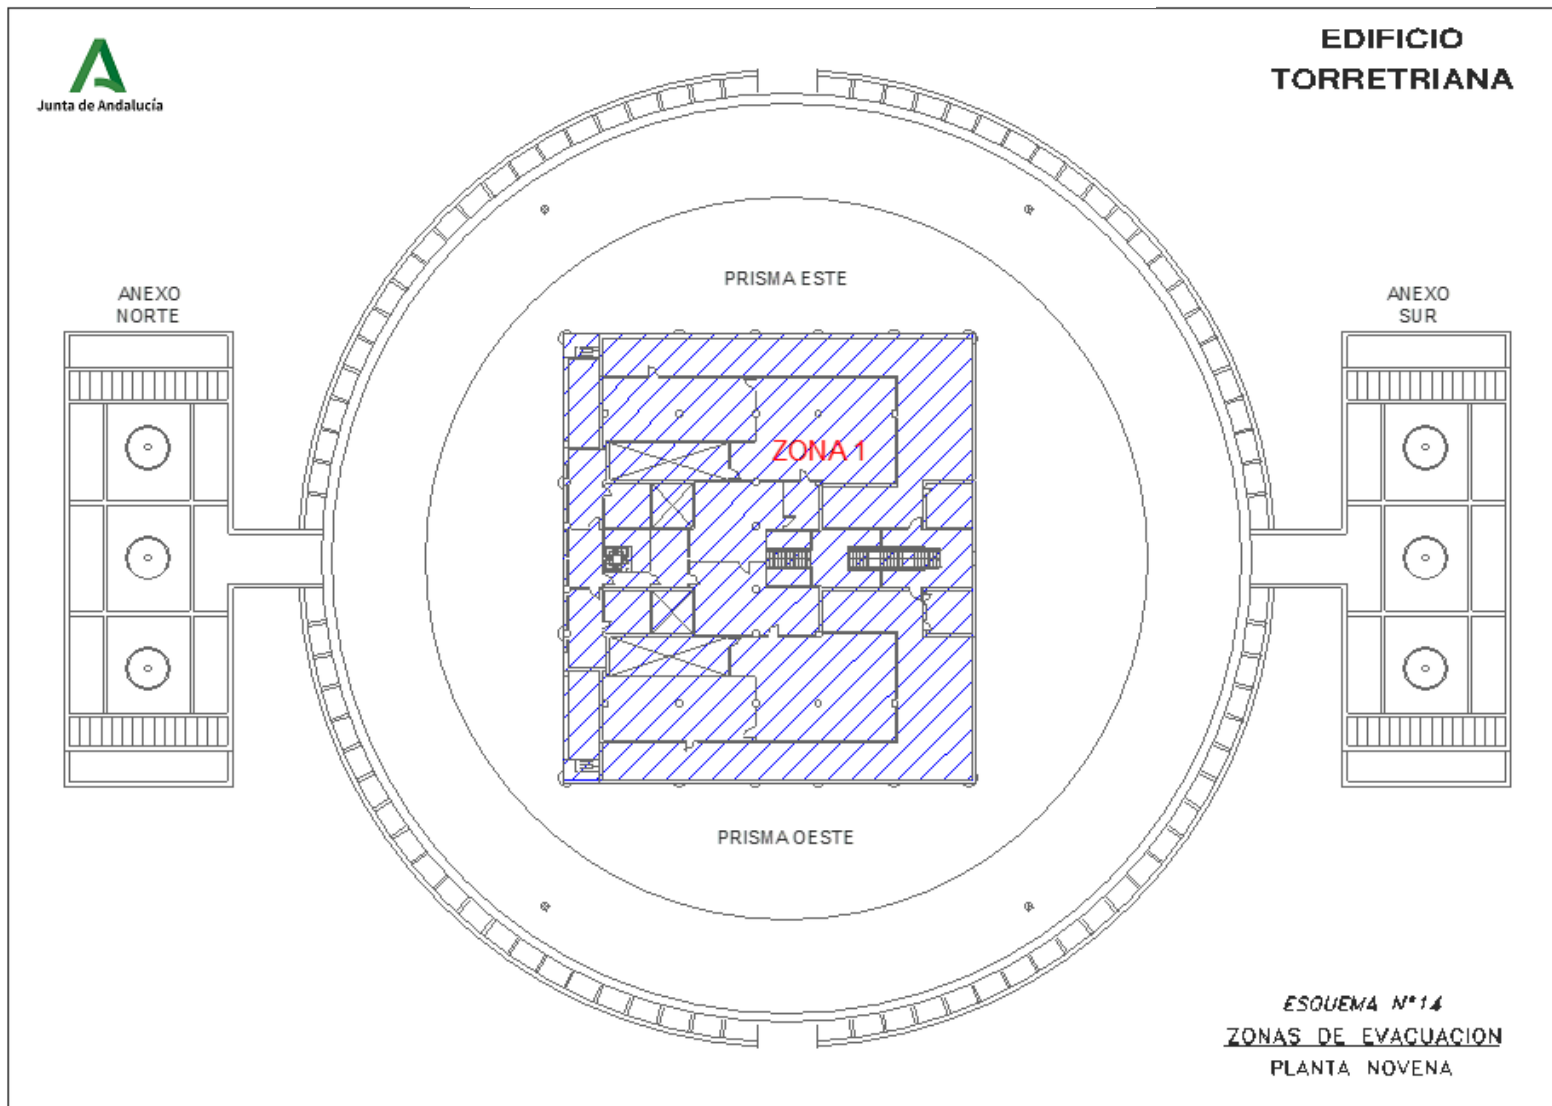 Junta de Andalucía
EDIFICIO
TORRETRIANA
PRISMA ESTE
ANEXO
NORTE
ANEXO
SUR
ZONA 1
PRISMA OESTE
ESQUEMA Nº14
ZONAS DE EVACUACION
PLANTA NOVENA